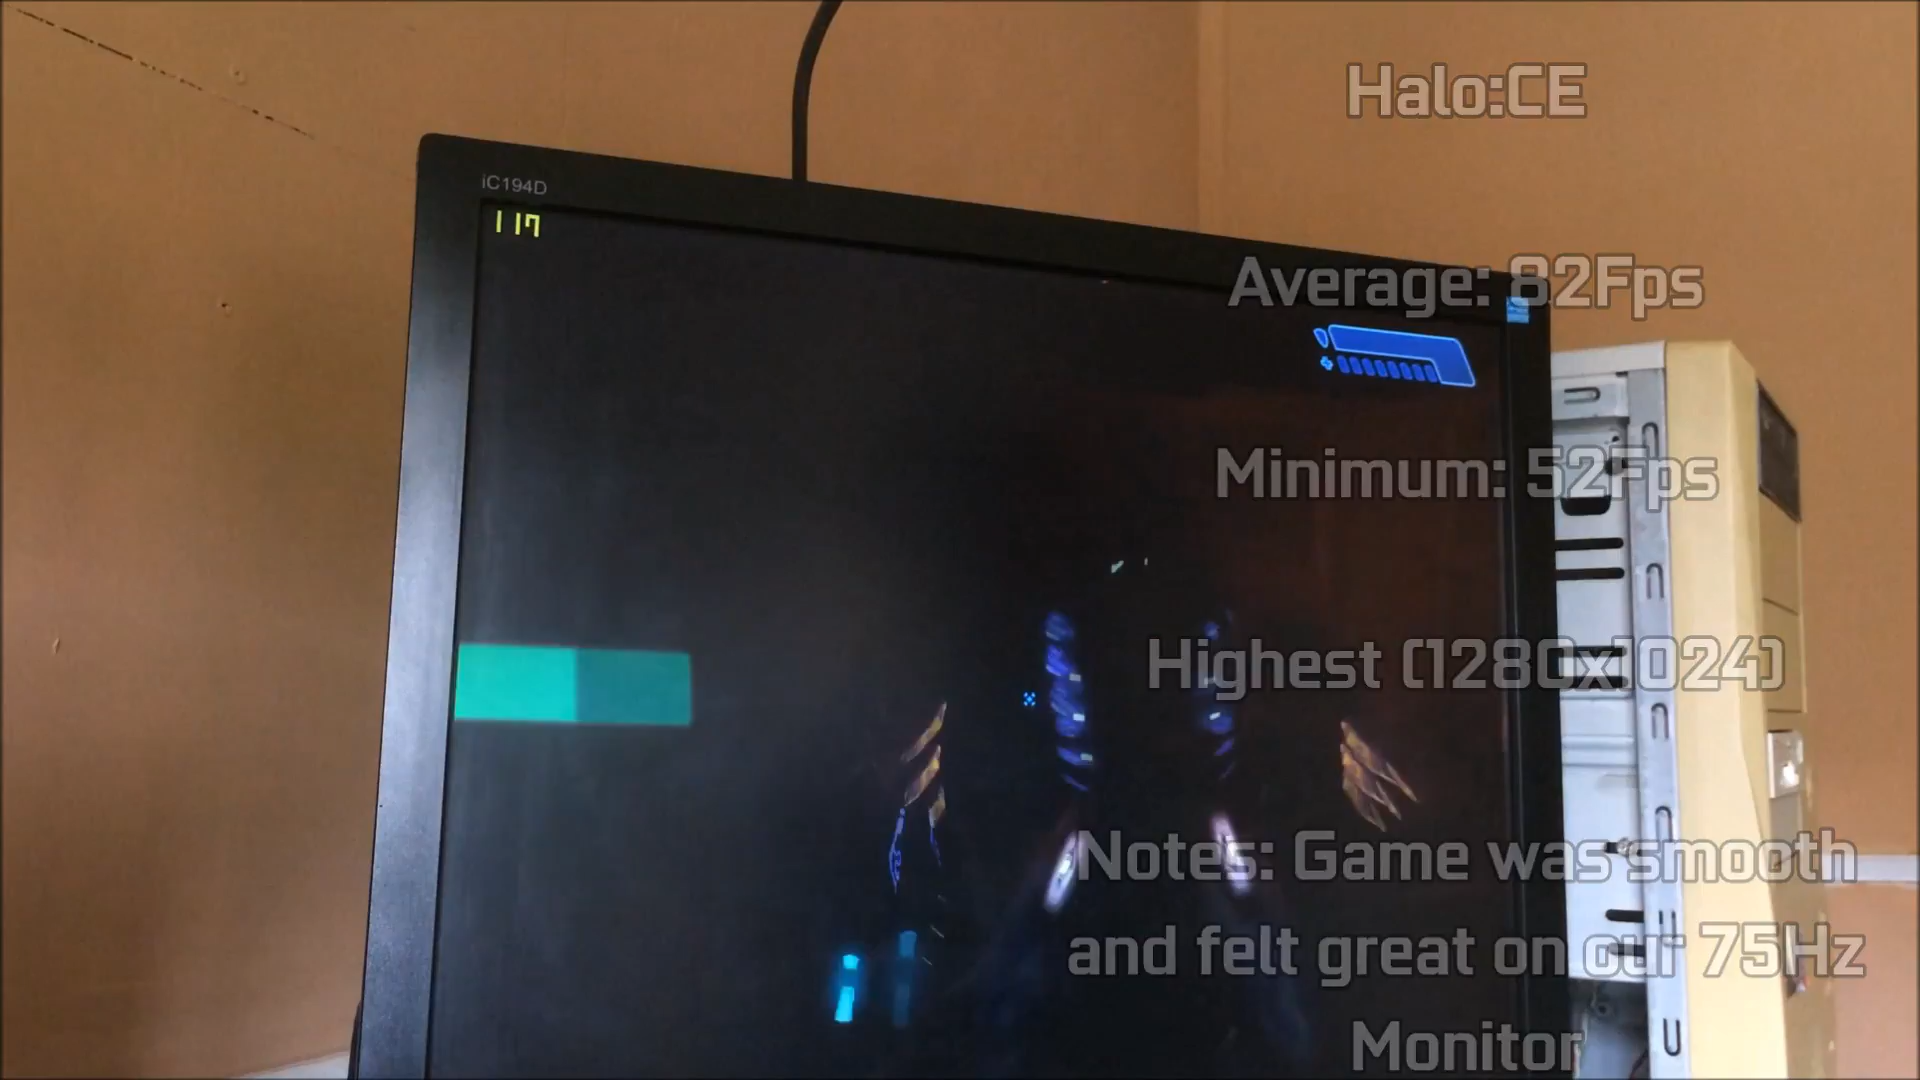 Halo:CE
iC194D
117
Average: 82Fps
Minimum: 52Fps
Highest (1280x1024)
Notes: Game was smooth
and felt great on our 75Hz
Monitor